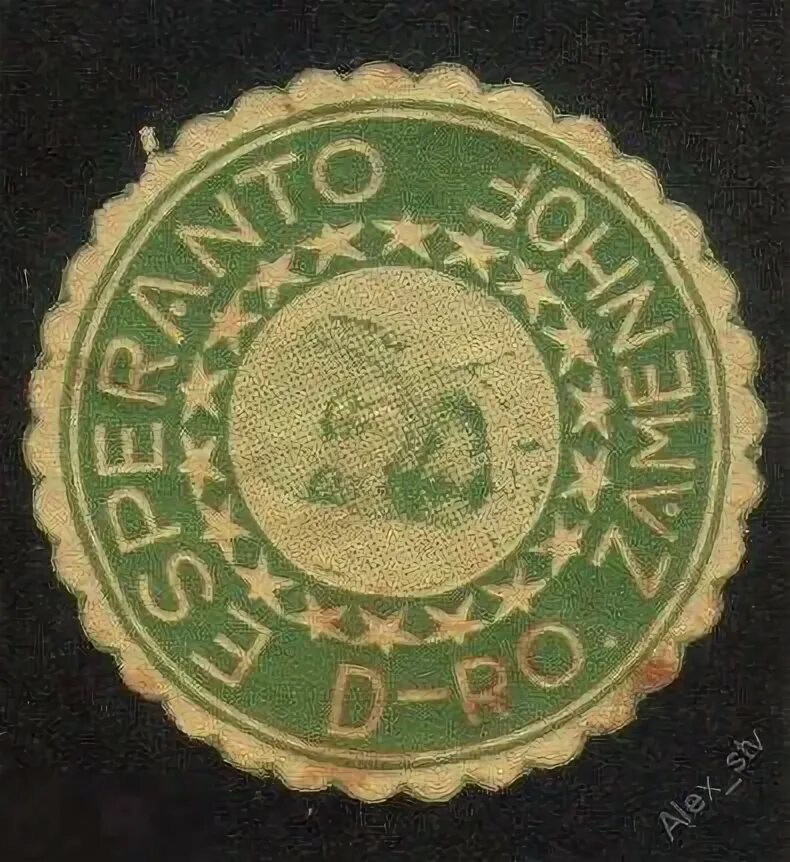 ESPERANTO
D-RO. ZAMENHOF
Alex_stv